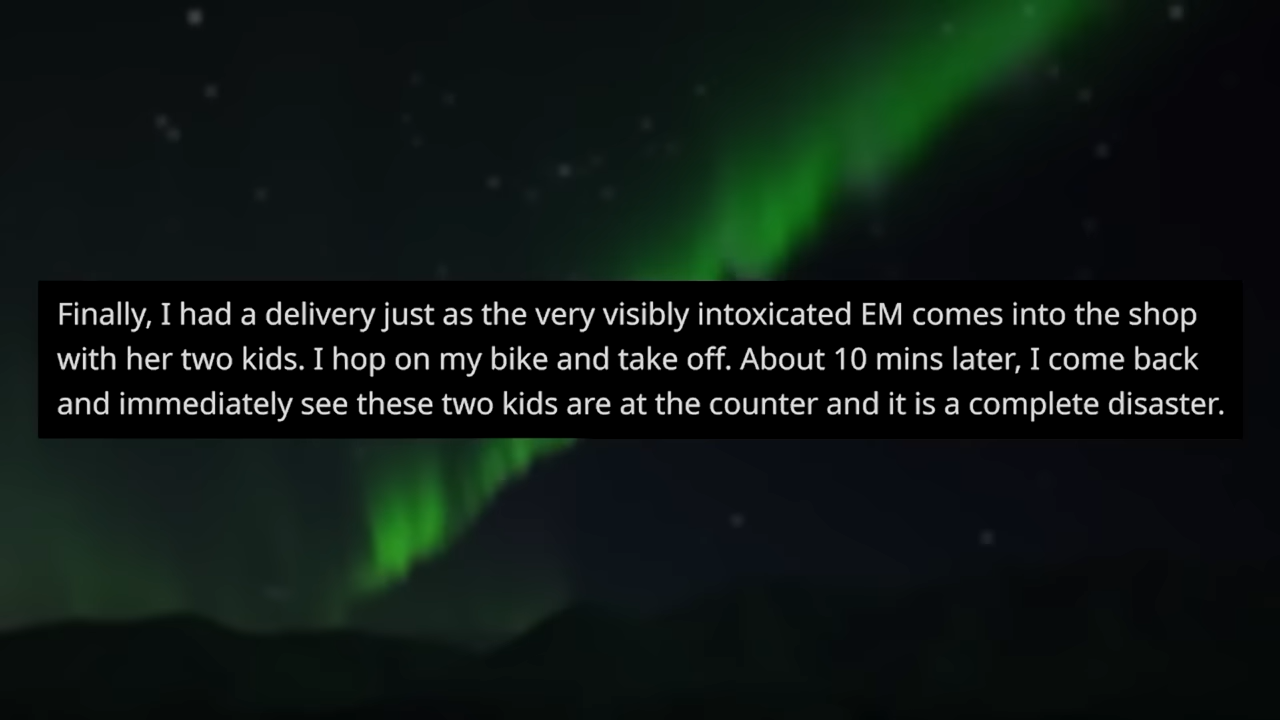 Finally, I had a delivery just as the very visibly intoxicated EM comes into the shop
with her two kids. I hop on my bike and take off. About 10 mins later, I come back
and immediately see these two kids are at the counter and it is a complete disaster.